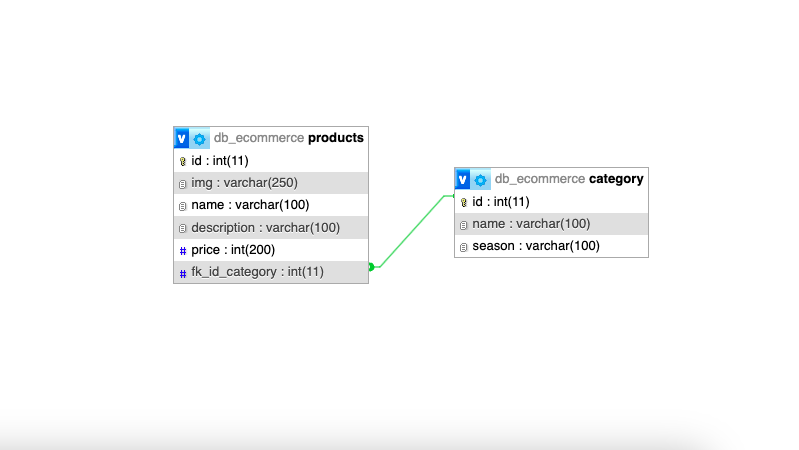 v db_ecommerce products
id : int(11)
img : varchar(250)
name : varchar(100)
description : varchar(100)
# price : int(200)
# fk_id_category : int(11)
v db_ecommerce category
id : int(11)
name : varchar(100)
season : varchar(100)